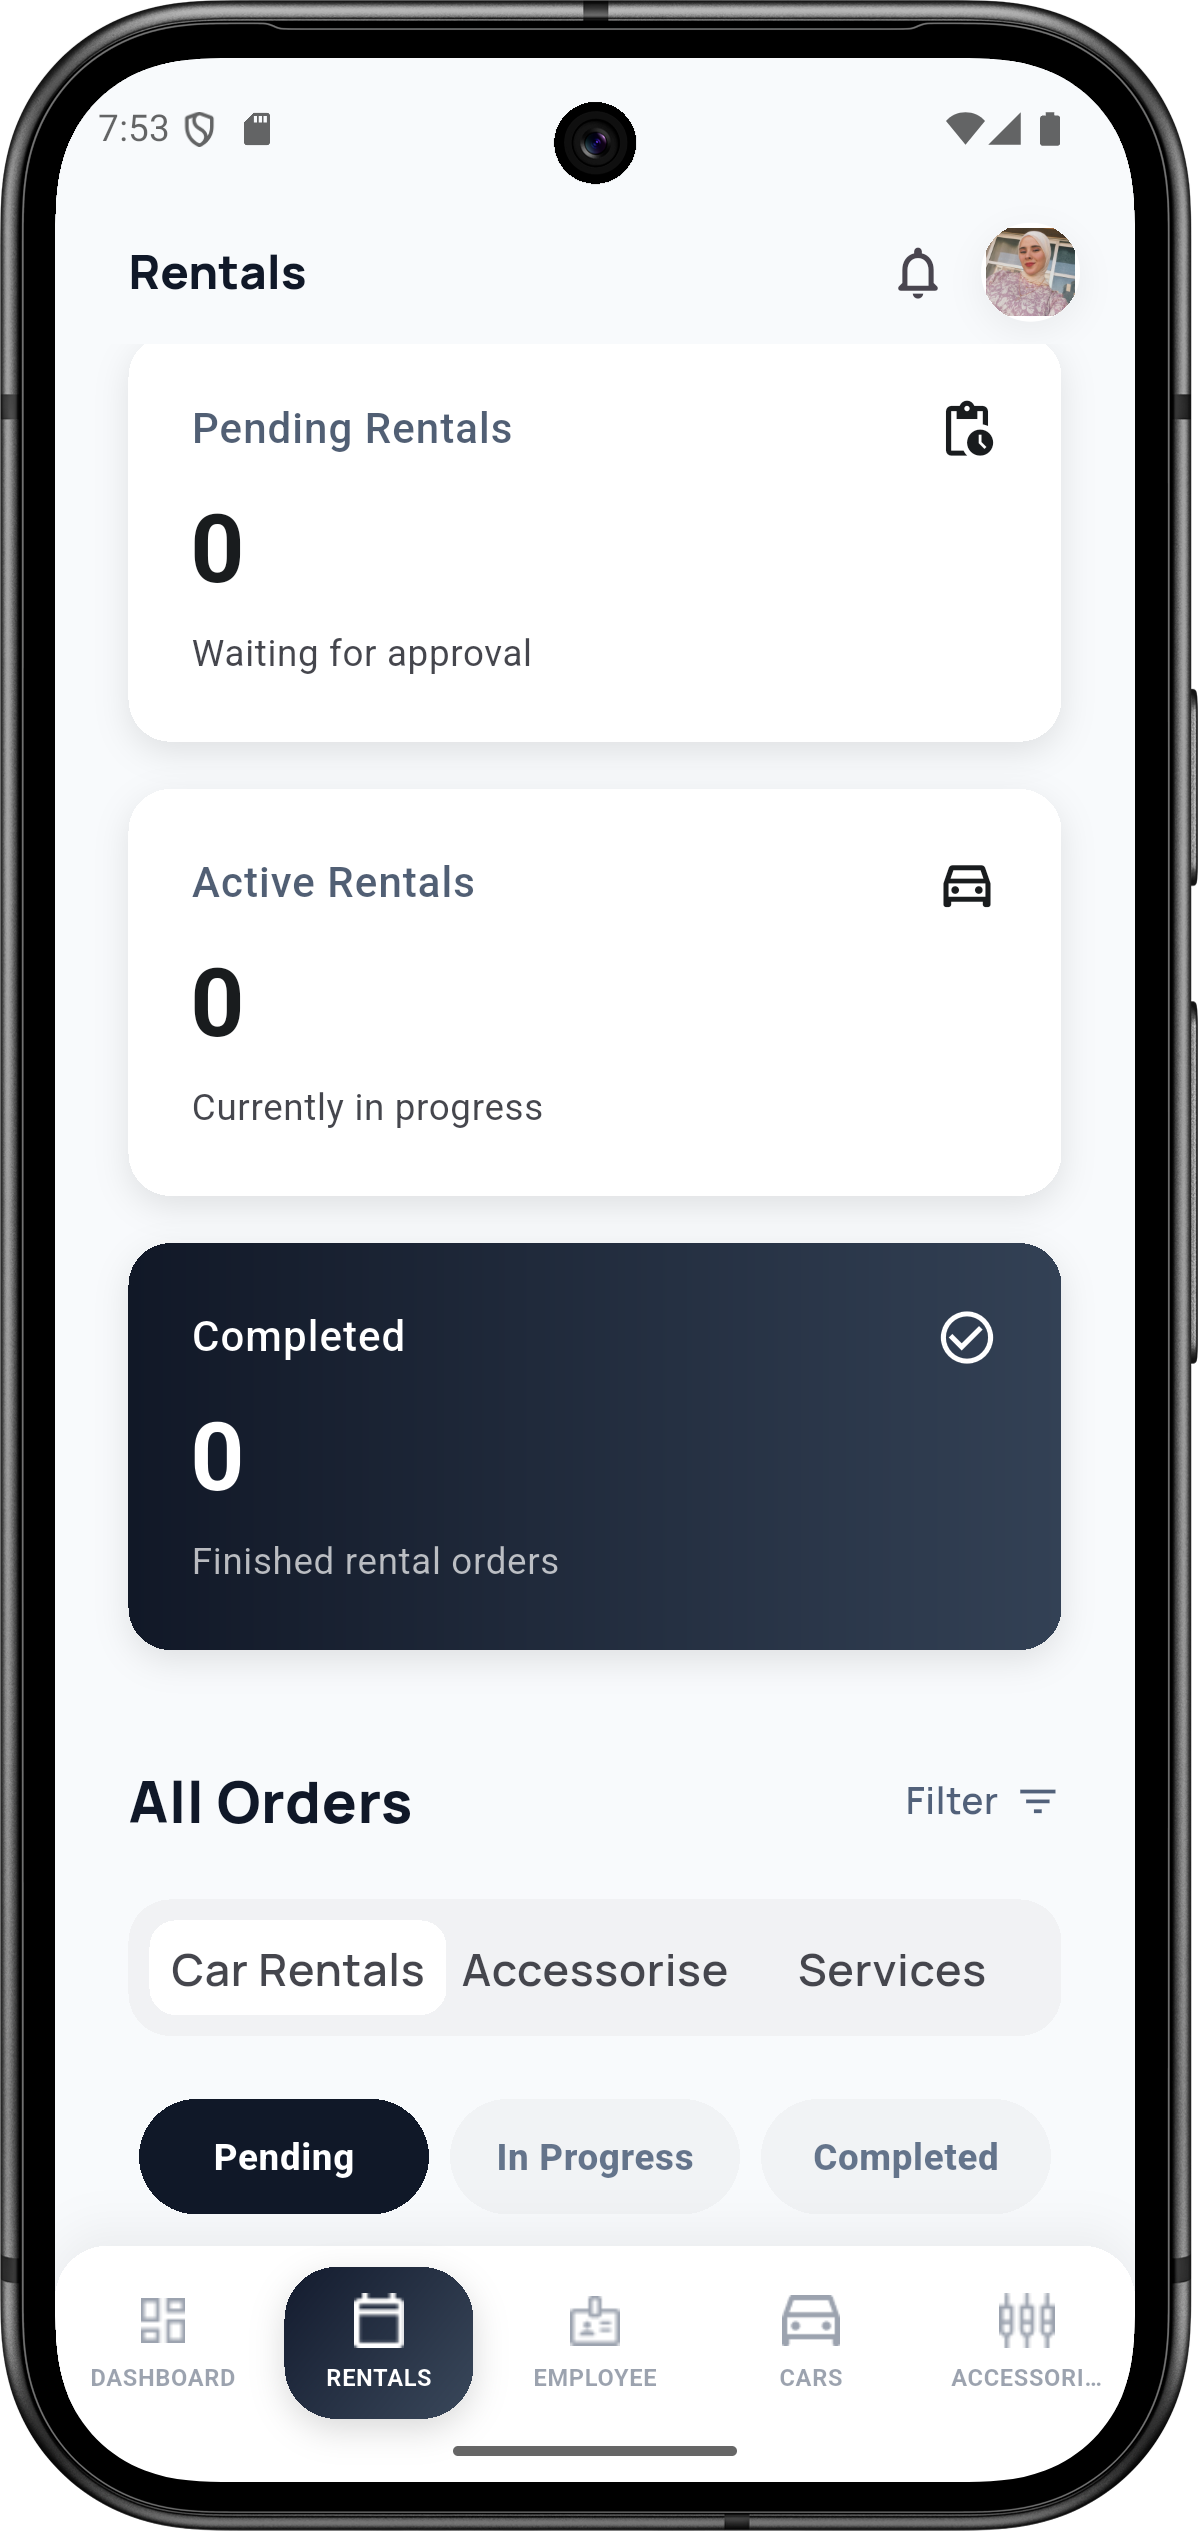 7:53
Rentals
Pending Rentals
0
Waiting for approval
Active Rentals
0
Currently in progress
Completed
0
Finished rental orders
All Orders
Filter
Car Rentals Accessorise Services
Pending In Progress Completed
DASHBOARD RENTALS EMPLOYEE CARS ACCESSORI...